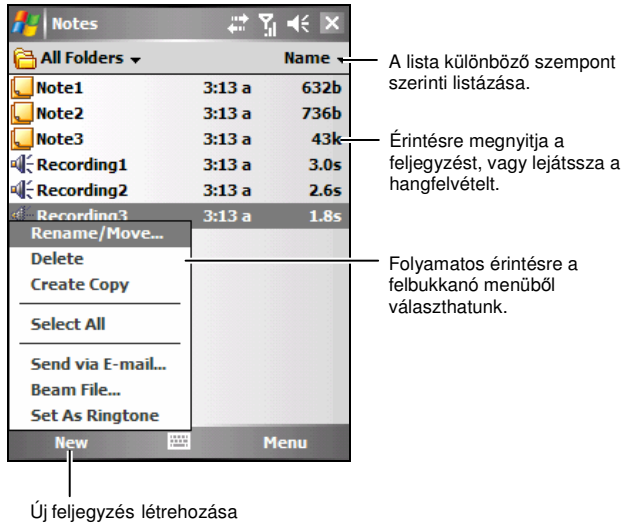 Notes
All Folders Name
Note1 3:13 a 632b
Note2 3:13 a 736b
Note3 3:13 a 43k
Recording1 3:13 a 3.0s
Recording2 3:13 a 2.6s
Recording3 3:13 a 1.8s
Rename/Move...
Delete
Create Copy
Select All
Send via E-mail...
Beam File...
Set As Ringtone
New Menu
A lista különböző szempont
szerinti listázása.
Érintésre megnyitja a
feljegyzést, vagy lejátssza a
hangfelvételt.
Folyamatos érintésre a
felbukkanó menüből
választhatunk.
Új feljegyzés létrehozása